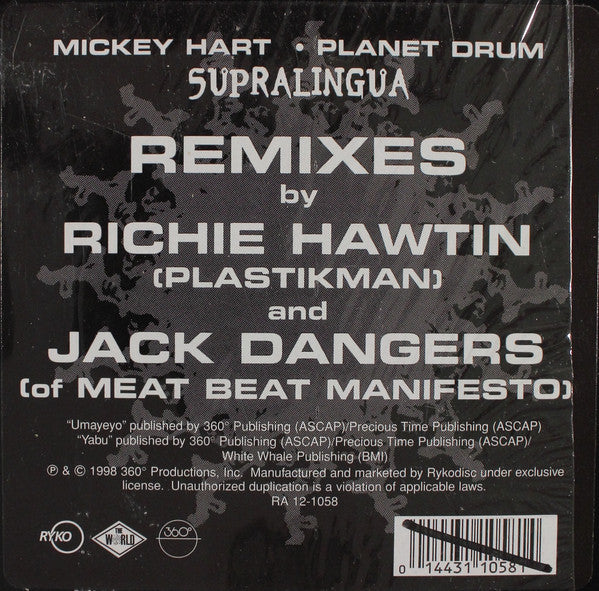 MICKEY HART • PLANET DRUM
SUPRALINGUA
REMIXES
by
RICHIE HAWTIN
(PLASTIKMAN)
and
JACK DANGERS
(of MEAT BEAT MANIFESTO)
"Umayeyo" published by 360° Publishing (ASCAP)/Precious Time Publishing (ASCAP)
"Yabu" published by 360° Publishing (ASCAP)/Precious Time Publishing (ASCAP)/
White Whale Publishing (BMI)
℗ & © 1998 360° Productions, Inc. Manufactured and marketed by Rykodisc under exclusive
license. Unauthorized duplication is a violation of applicable laws.
RA 12-1058
RYKO
THE WORLD
360°
0 14431 10581